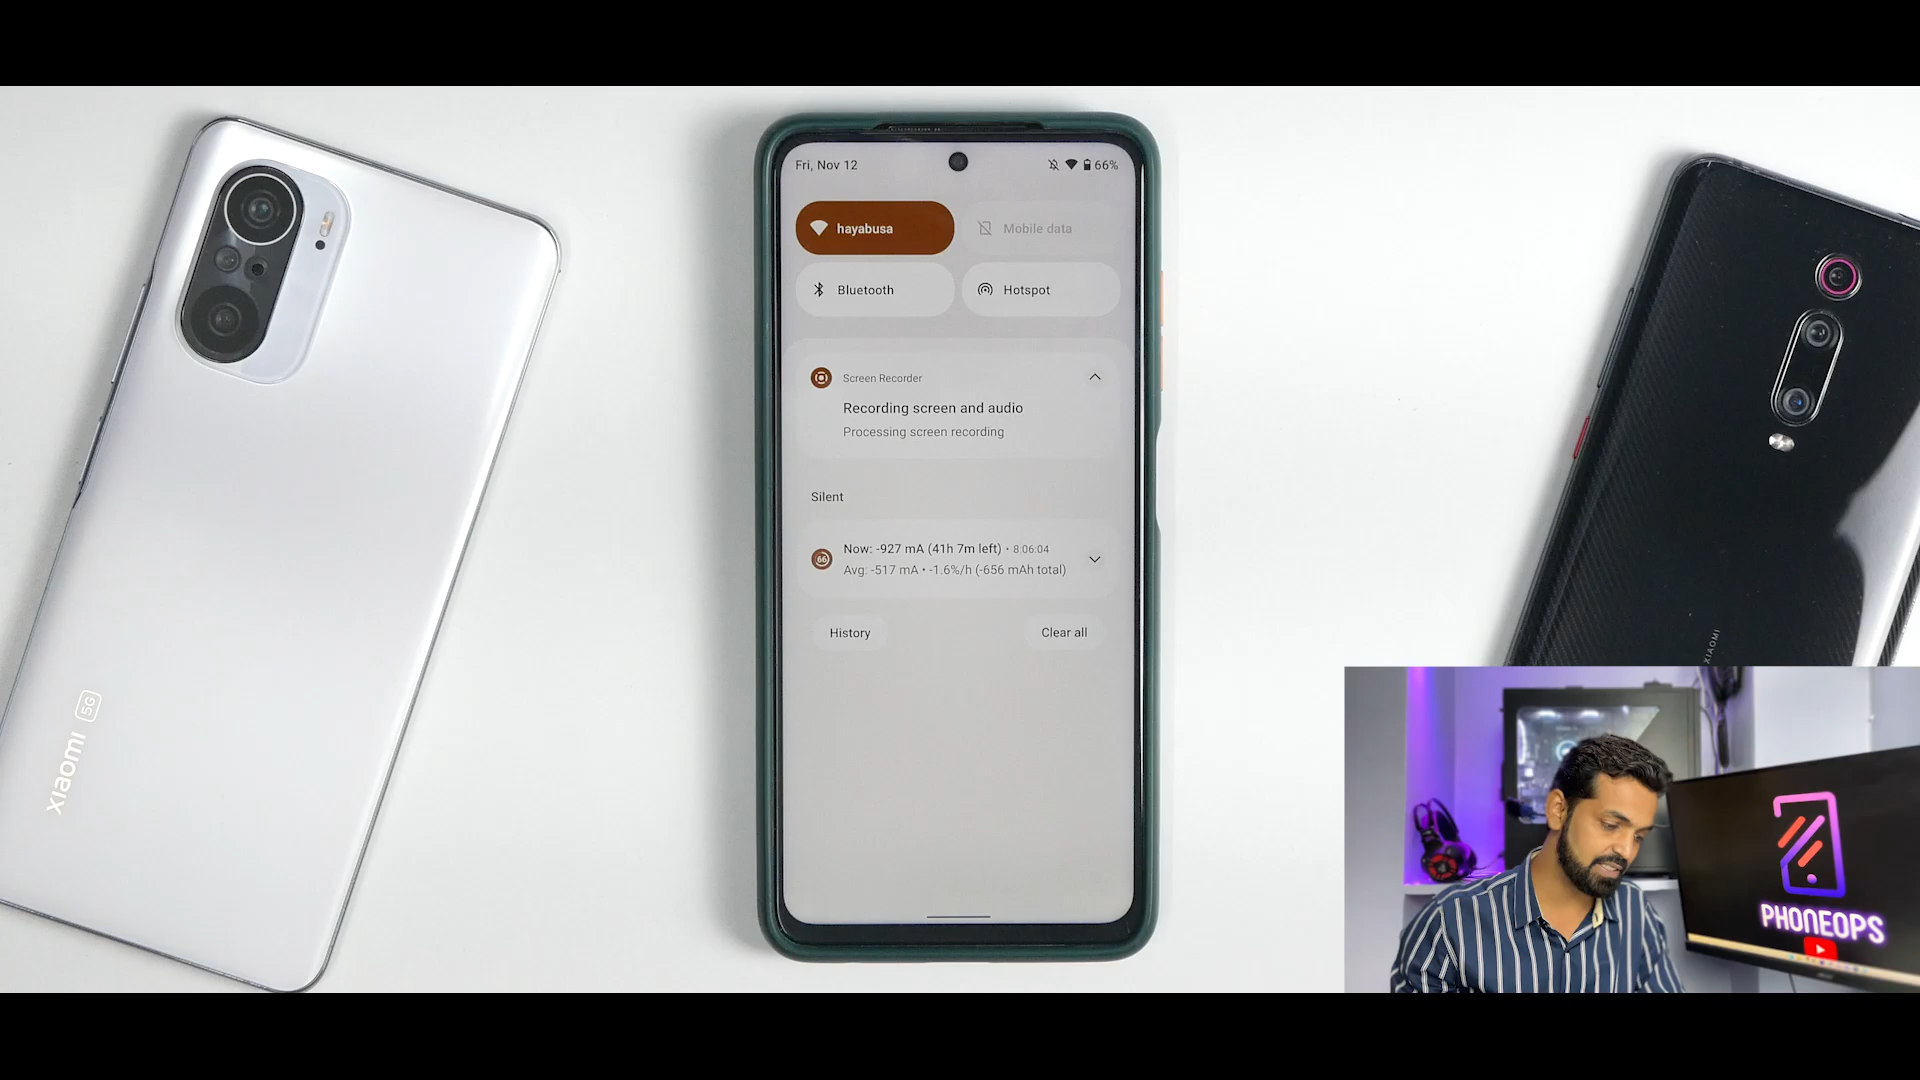 Fri, Nov 12
66%
hayabusa
Mobile data
Bluetooth
Hotspot
Screen Recorder
Recording screen and audio
Processing screen recording
Silent
66
Now: -927 mA (41h 7m left) • 8:06:04
Avg: -517 mA • -1.6%/h (-656 mAh total)
History
Clear all
xiaomi 5G
XIAOMI
PHONEOPS